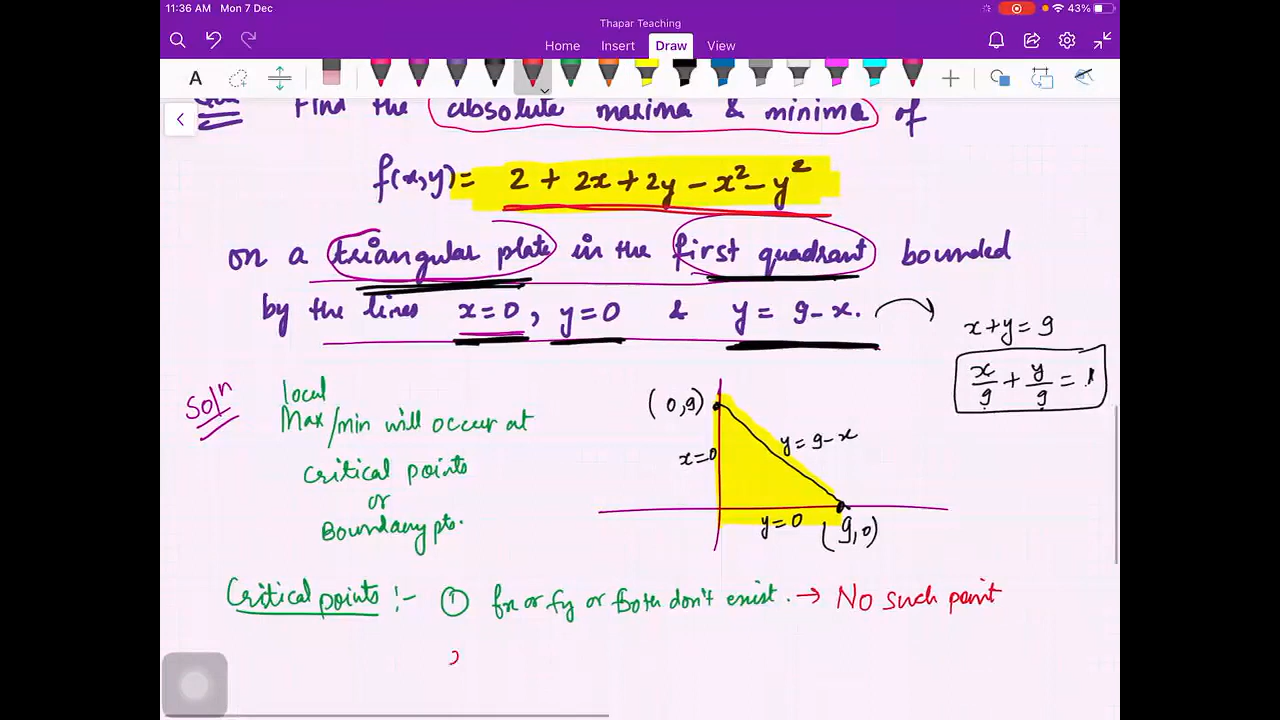 11:36 AM Mon 7 Dec
43%
Thapar Teaching
Home Insert Draw View
A
Find the absolute maxima & minima of
f(x,y) = 2 + 2x + 2y - x² - y²
on a triangular plate in the first quadrant bounded
by the lines x=0, y=0 & y = 9-x.
x+y=9
x/9 + y/9 = 1
Solⁿ
local
Max/min will occur at
Critical points
or
Boundary pts.
(0,9)
x=0
y=9-x
y=0
(9,0)
Critical points :- ① fx or fy or both don't exist. → No such point